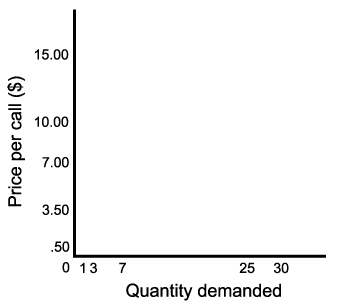 Price per call ($)
15.00
10.00
7.00
3.50
.50
0 1 3 7 25 30
Quantity demanded